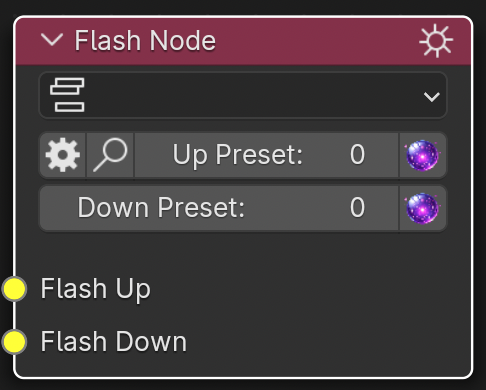 Flash Node
Up Preset: 0
Down Preset: 0
Flash Up
Flash Down